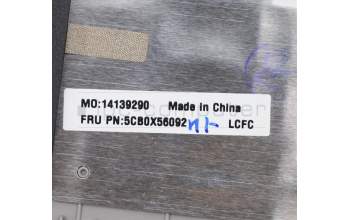 MO:14139290 Made in China
FRU PN:5CB0X56092 LCFC